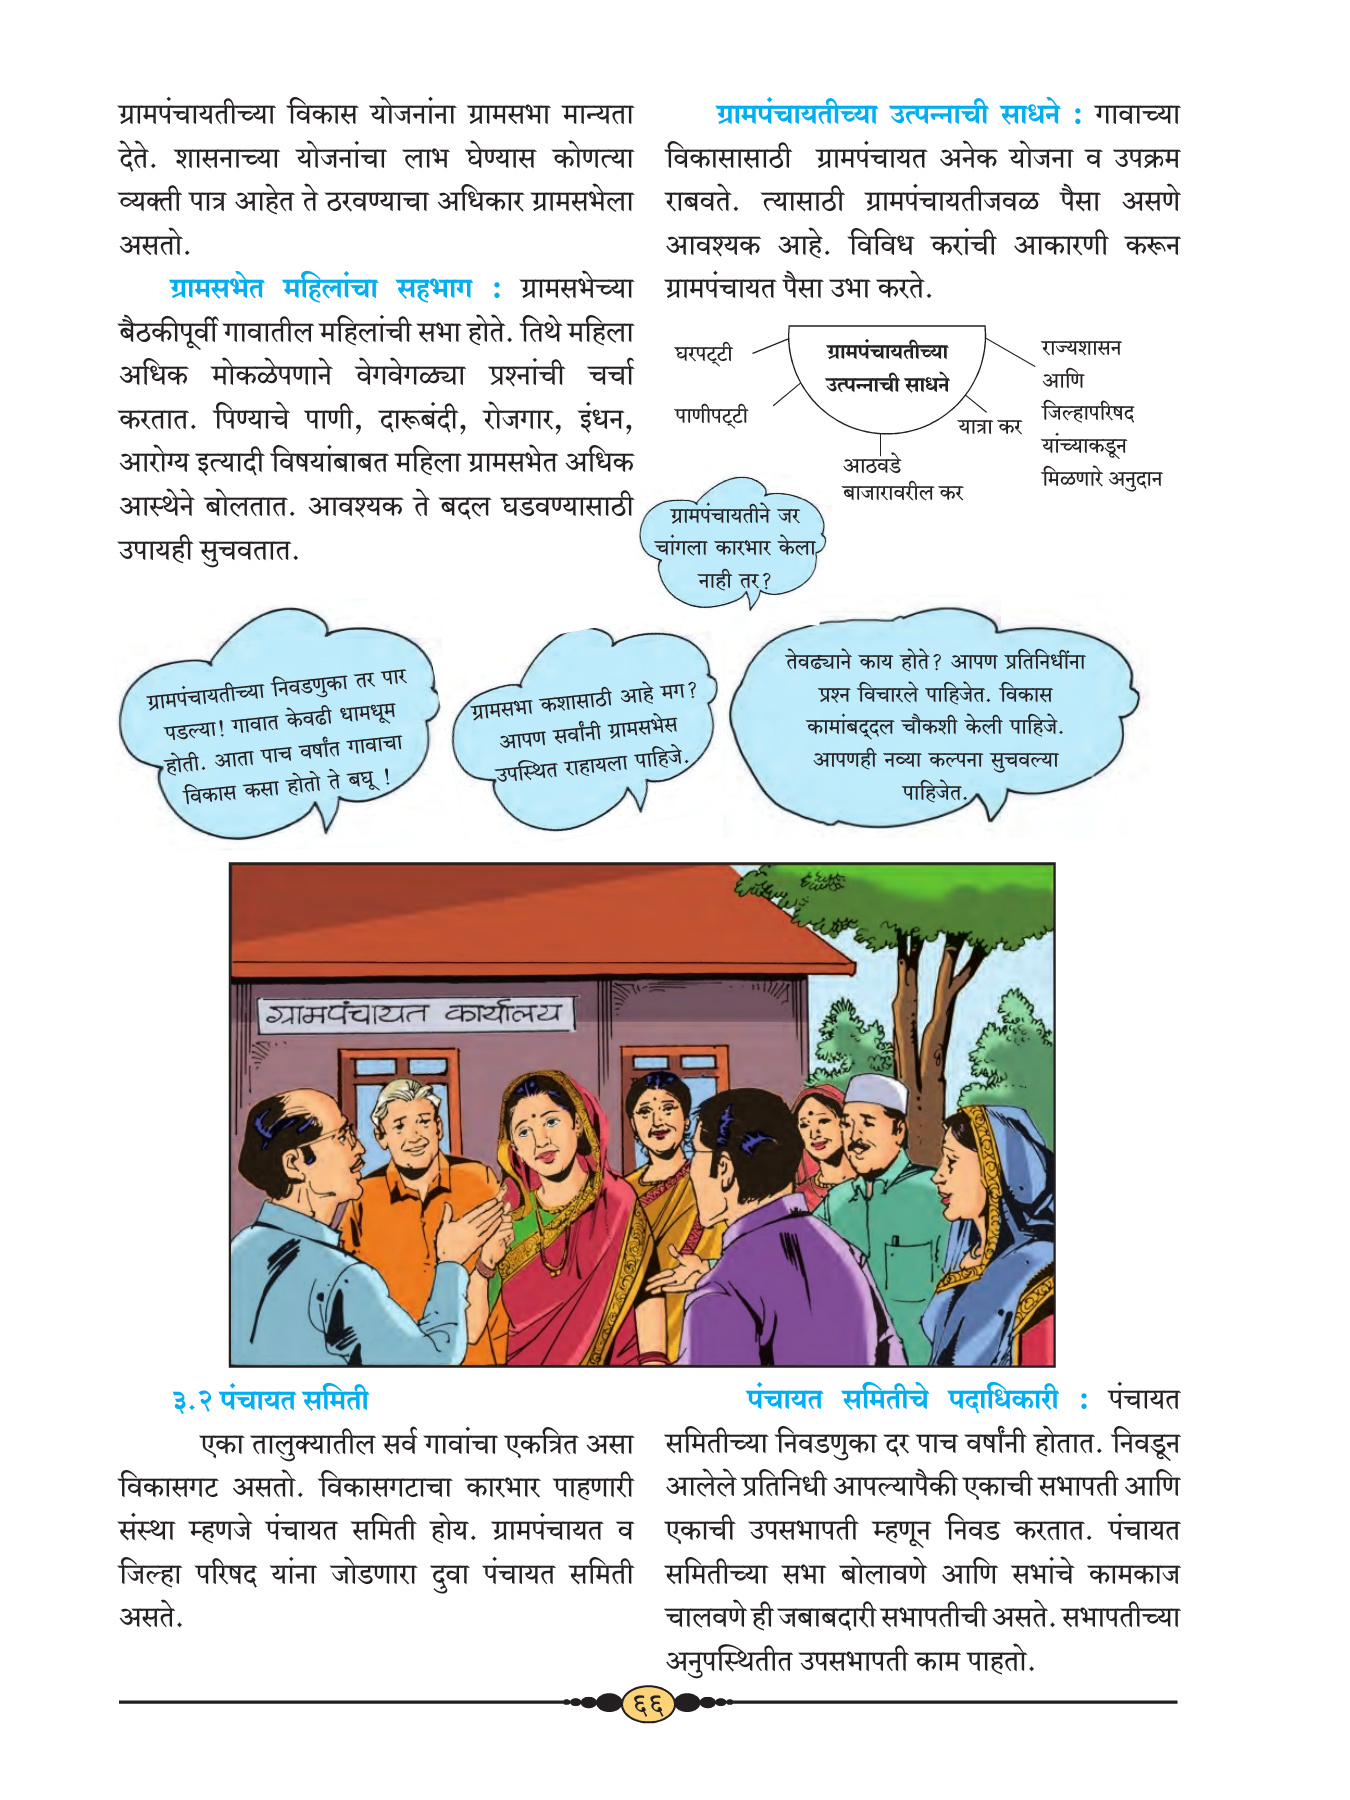 ग्रामपंचायतीच्या विकास योजनांना ग्रामसभा मान्यता
देते. शासनाच्या योजनांचा लाभ घेण्यास कोणत्या
व्यक्ती पात्र आहेत ते ठरवण्याचा अधिकार ग्रामसभेला
असतो.
ग्रामसभेत महिलांचा सहभाग : ग्रामसभेच्या
बैठकीपूर्वी गावातील महिलांची सभा होते. तिथे महिला
अधिक मोकळेपणाने वेगवेगळ्या प्रश्नांची चर्चा
करतात. पिण्याचे पाणी, दारूबंदी, रोजगार, इंधन,
आरोग्य इत्यादी विषयांबाबत महिला ग्रामसभेत अधिक
आस्थेने बोलतात. आवश्यक ते बदल घडवण्यासाठी
उपायही सुचवतात.
ग्रामपंचायतीच्या उत्पन्नाची साधने : गावाच्या
विकासासाठी ग्रामपंचायत अनेक योजना व उपक्रम
राबवते. त्यासाठी ग्रामपंचायतीजवळ पैसा असणे
आवश्यक आहे. विविध करांची आकारणी करून
ग्रामपंचायत पैसा उभा करते.
ग्रामपंचायतीच्या
उत्पन्नाची साधने
घरपट्टी
पाणीपट्टी
आठवडे
बाजारावरील कर
यात्रा कर
राज्यशासन
आणि
जिल्हापरिषद
यांच्याकडून
मिळणारे अनुदान
ग्रामपंचायतीने जर
चांगला कारभार केला
नाही तर?
ग्रामपंचायतीच्या निवडणुका तर पार
पडल्या! गावात केवढी धामधूम
होती. आता पाच वर्षांत गावाचा
विकास कसा होतो ते बघू !
ग्रामसभा कशासाठी आहे मग?
आपण सर्वांनी ग्रामसभेस
उपस्थित राहायला पाहिजे.
तेवढ्याने काय होते? आपण प्रतिनिधींना
प्रश्न विचारले पाहिजेत. विकास
कामांबद्दल चौकशी केली पाहिजे.
आपणही नव्या कल्पना सुचवल्या
पाहिजेत.
ग्रामपंचायत कार्यालय
३.२ पंचायत समिती
एका तालुक्यातील सर्व गावांचा एकत्रित असा
विकासगट असतो. विकासगटाचा कारभार पाहणारी
संस्था म्हणजे पंचायत समिती होय. ग्रामपंचायत व
जिल्हा परिषद यांना जोडणारा दुवा पंचायत समिती
असते.
पंचायत समितीचे पदाधिकारी : पंचायत
समितीच्या निवडणुका दर पाच वर्षांनी होतात. निवडून
आलेले प्रतिनिधी आपल्यापैकी एकाची सभापती आणि
एकाची उपसभापती म्हणून निवड करतात. पंचायत
समितीच्या सभा बोलावणे आणि सभांचे कामकाज
चालवणे ही जबाबदारी सभापतीची असते. सभापतीच्या
अनुपस्थितीत उपसभापती काम पाहतो.
६६